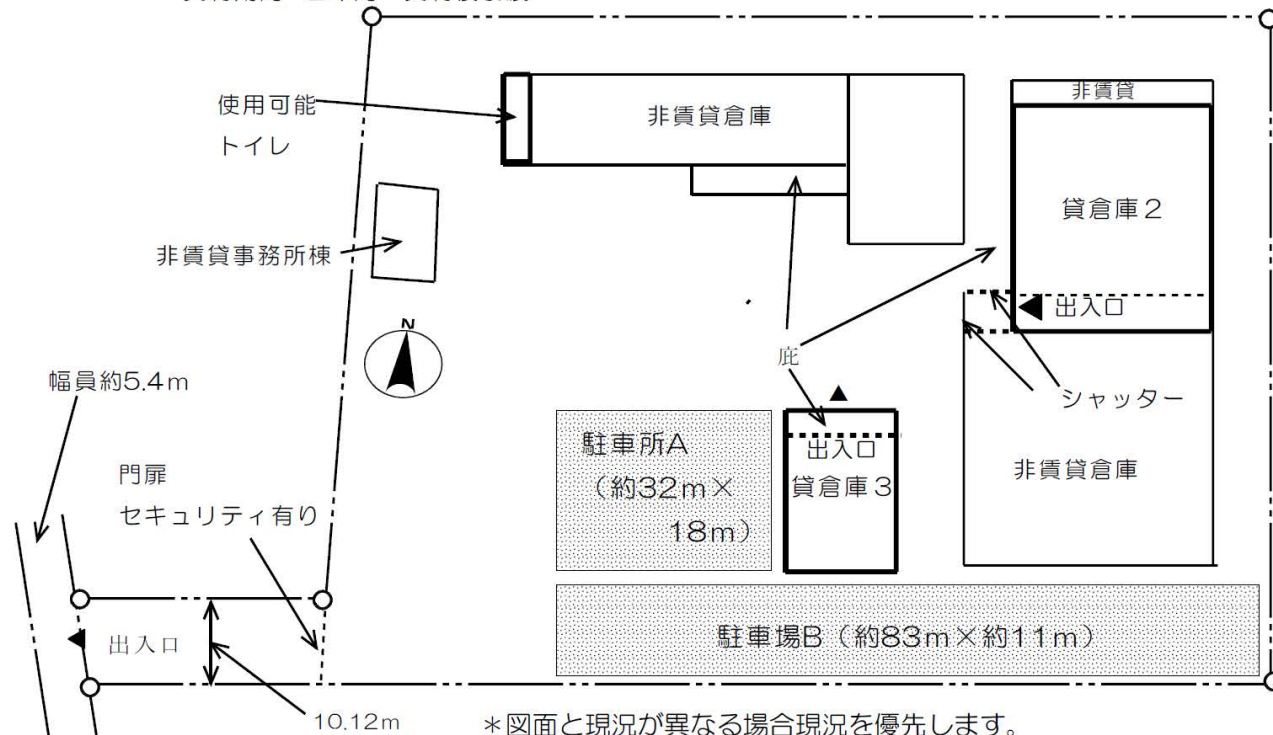 使用可能
トイレ
非賃貸倉庫
非賃貸
貸倉庫２
出入口
非賃貸事務所棟
N
庇
シャッター
幅員約5.4m
門扉
セキュリティ有り
駐車所A
（約32m×
18m）
出入口
貸倉庫３
非賃貸倉庫
出入口
駐車場B（約83m×約11m）
10.12m
＊図面と現況が異なる場合現況を優先します。